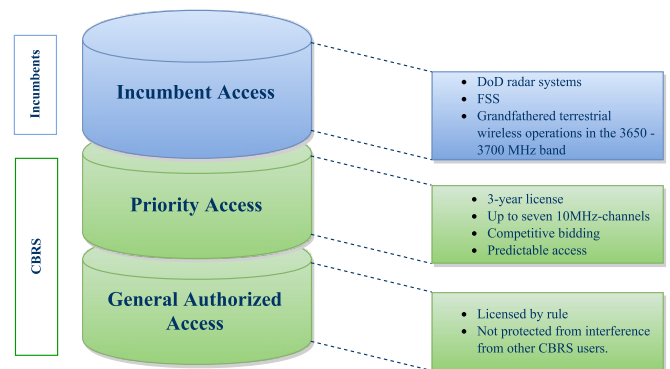 Incumbents
Incumbent Access
• DoD radar systems
• FSS
• Grandfathered terrestrial
wireless operations in the 3650 -
3700 MHz band
CBRS
Priority Access
• 3-year license
• Up to seven 10MHz-channels
• Competitive bidding
• Predictable access
General Authorized
Access
• Licensed by rule
• Not protected from interference
from other CBRS users.